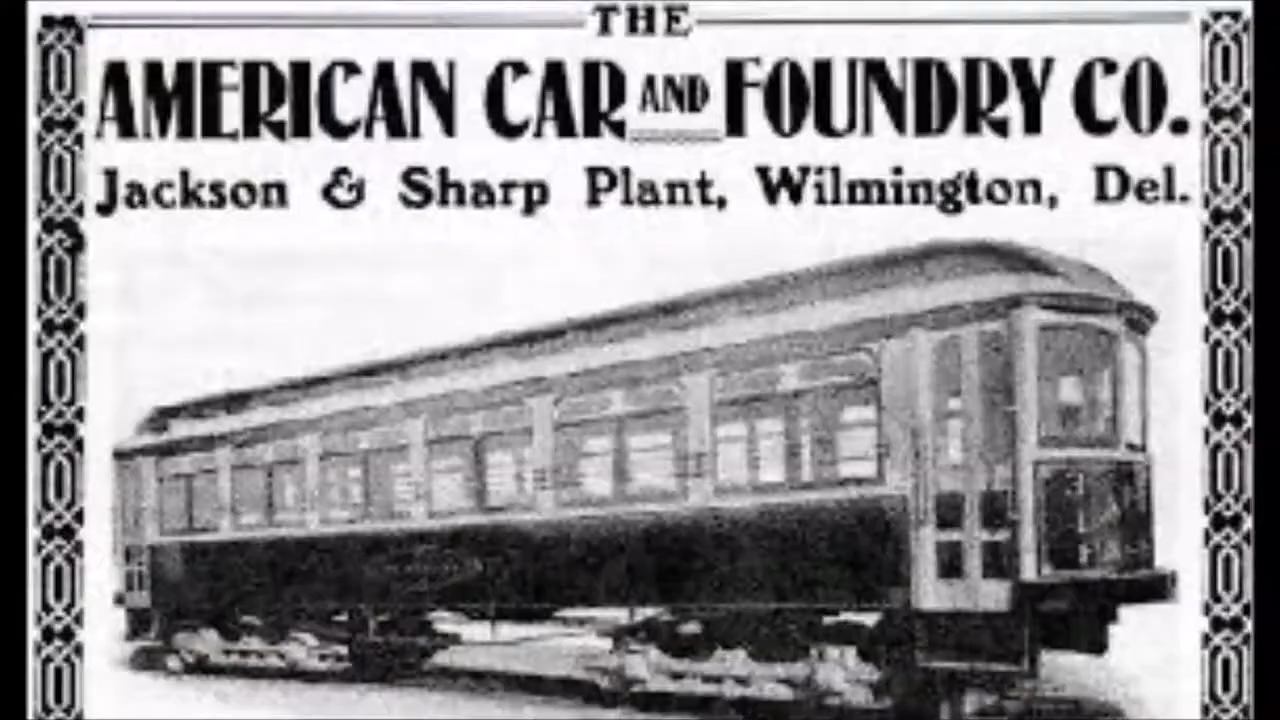 THE
AMERICAN CAR AND FOUNDRY CO.
Jackson & Sharp Plant, Wilmington, Del.